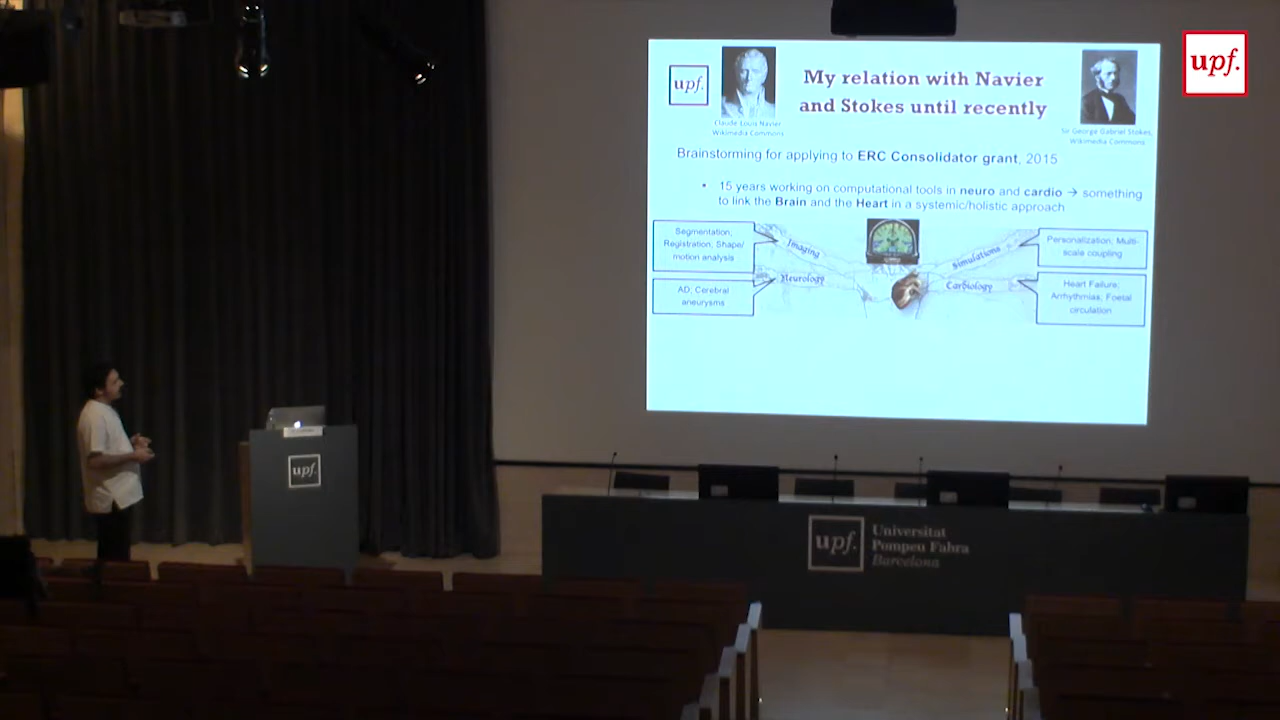 upf.
upf.
My relation with Navier
and Stokes until recently
Claude Louis Navier
Wikimedia Commons
Sir George Gabriel Stokes,
Wikimedia Commons
Brainstorming for applying to ERC Consolidator grant, 2015
• 15 years working on computational tools in neuro and cardio → something
to link the Brain and the Heart in a systemic/holistic approach
Segmentation;
Registration; Shape/
motion analysis
Imaging
Simulations
Personalization; Multi-
scale coupling
AD; Cerebral
aneurysms
Neurology
Cardiology
Heart Failure;
Arrhythmias; Foetal
circulation
upf.
upf.
Universitat
Pompeu Fabra
Barcelona